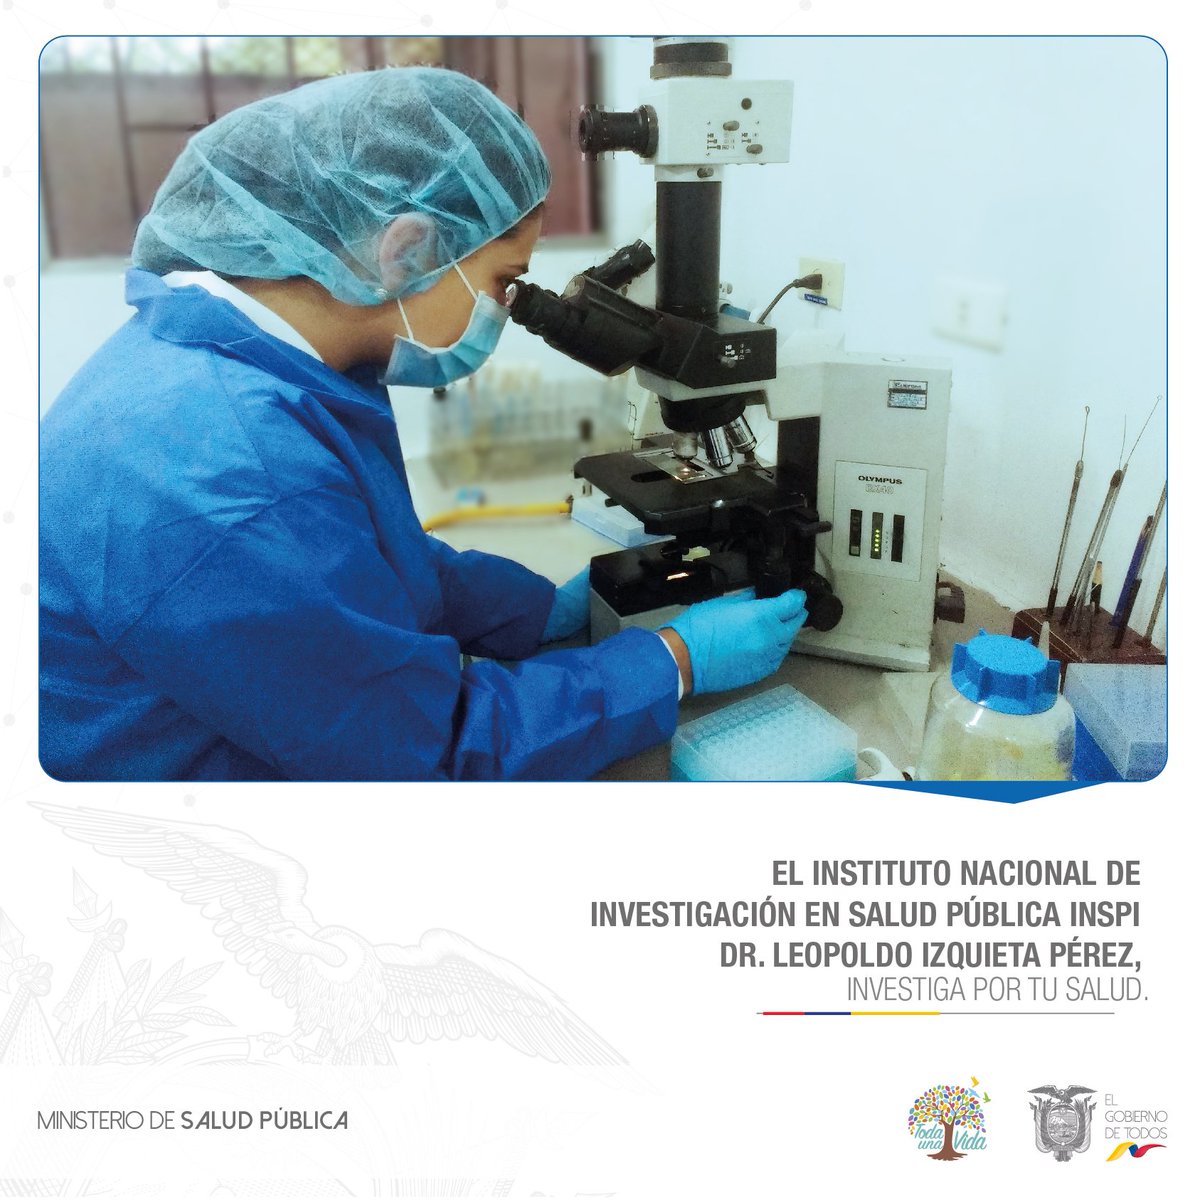 OLYMPUS
BX40
EL INSTITUTO NACIONAL DE
INVESTIGACIÓN EN SALUD PÚBLICA INSPI
DR. LEOPOLDO IZQUIETA PÉREZ,
INVESTIGA POR TU SALUD.
MINISTERIO DE SALUD PÚBLICA
Toda
una Vida
EL
GOBIERNO
DE TODOS